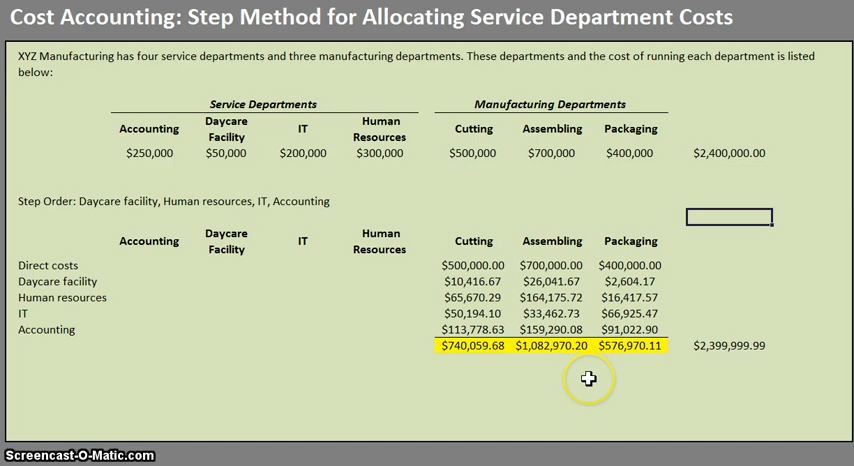 Cost Accounting: Step Method for Allocating Service Department Costs
XYZ Manufacturing has four service departments and three manufacturing departments. These departments and the cost of running each department is listed
below:
Service Departments Manufacturing Departments
Accounting Daycare Facility IT Human Resources Cutting Assembling Packaging
$250,000 $50,000 $200,000 $300,000 $500,000 $700,000 $400,000 $2,400,000.00
Step Order: Daycare facility, Human resources, IT, Accounting
Accounting Daycare Facility IT Human Resources Cutting Assembling Packaging
Direct costs $500,000.00 $700,000.00 $400,000.00
Daycare facility $10,416.67 $26,041.67 $2,604.17
Human resources $65,670.29 $164,175.72 $16,417.57
IT $50,194.10 $33,462.73 $66,925.47
Accounting $113,778.63 $159,290.08 $91,022.90
$740,059.68 $1,082,970.20 $576,970.11 $2,399,999.99
Screencast-O-Matic.com